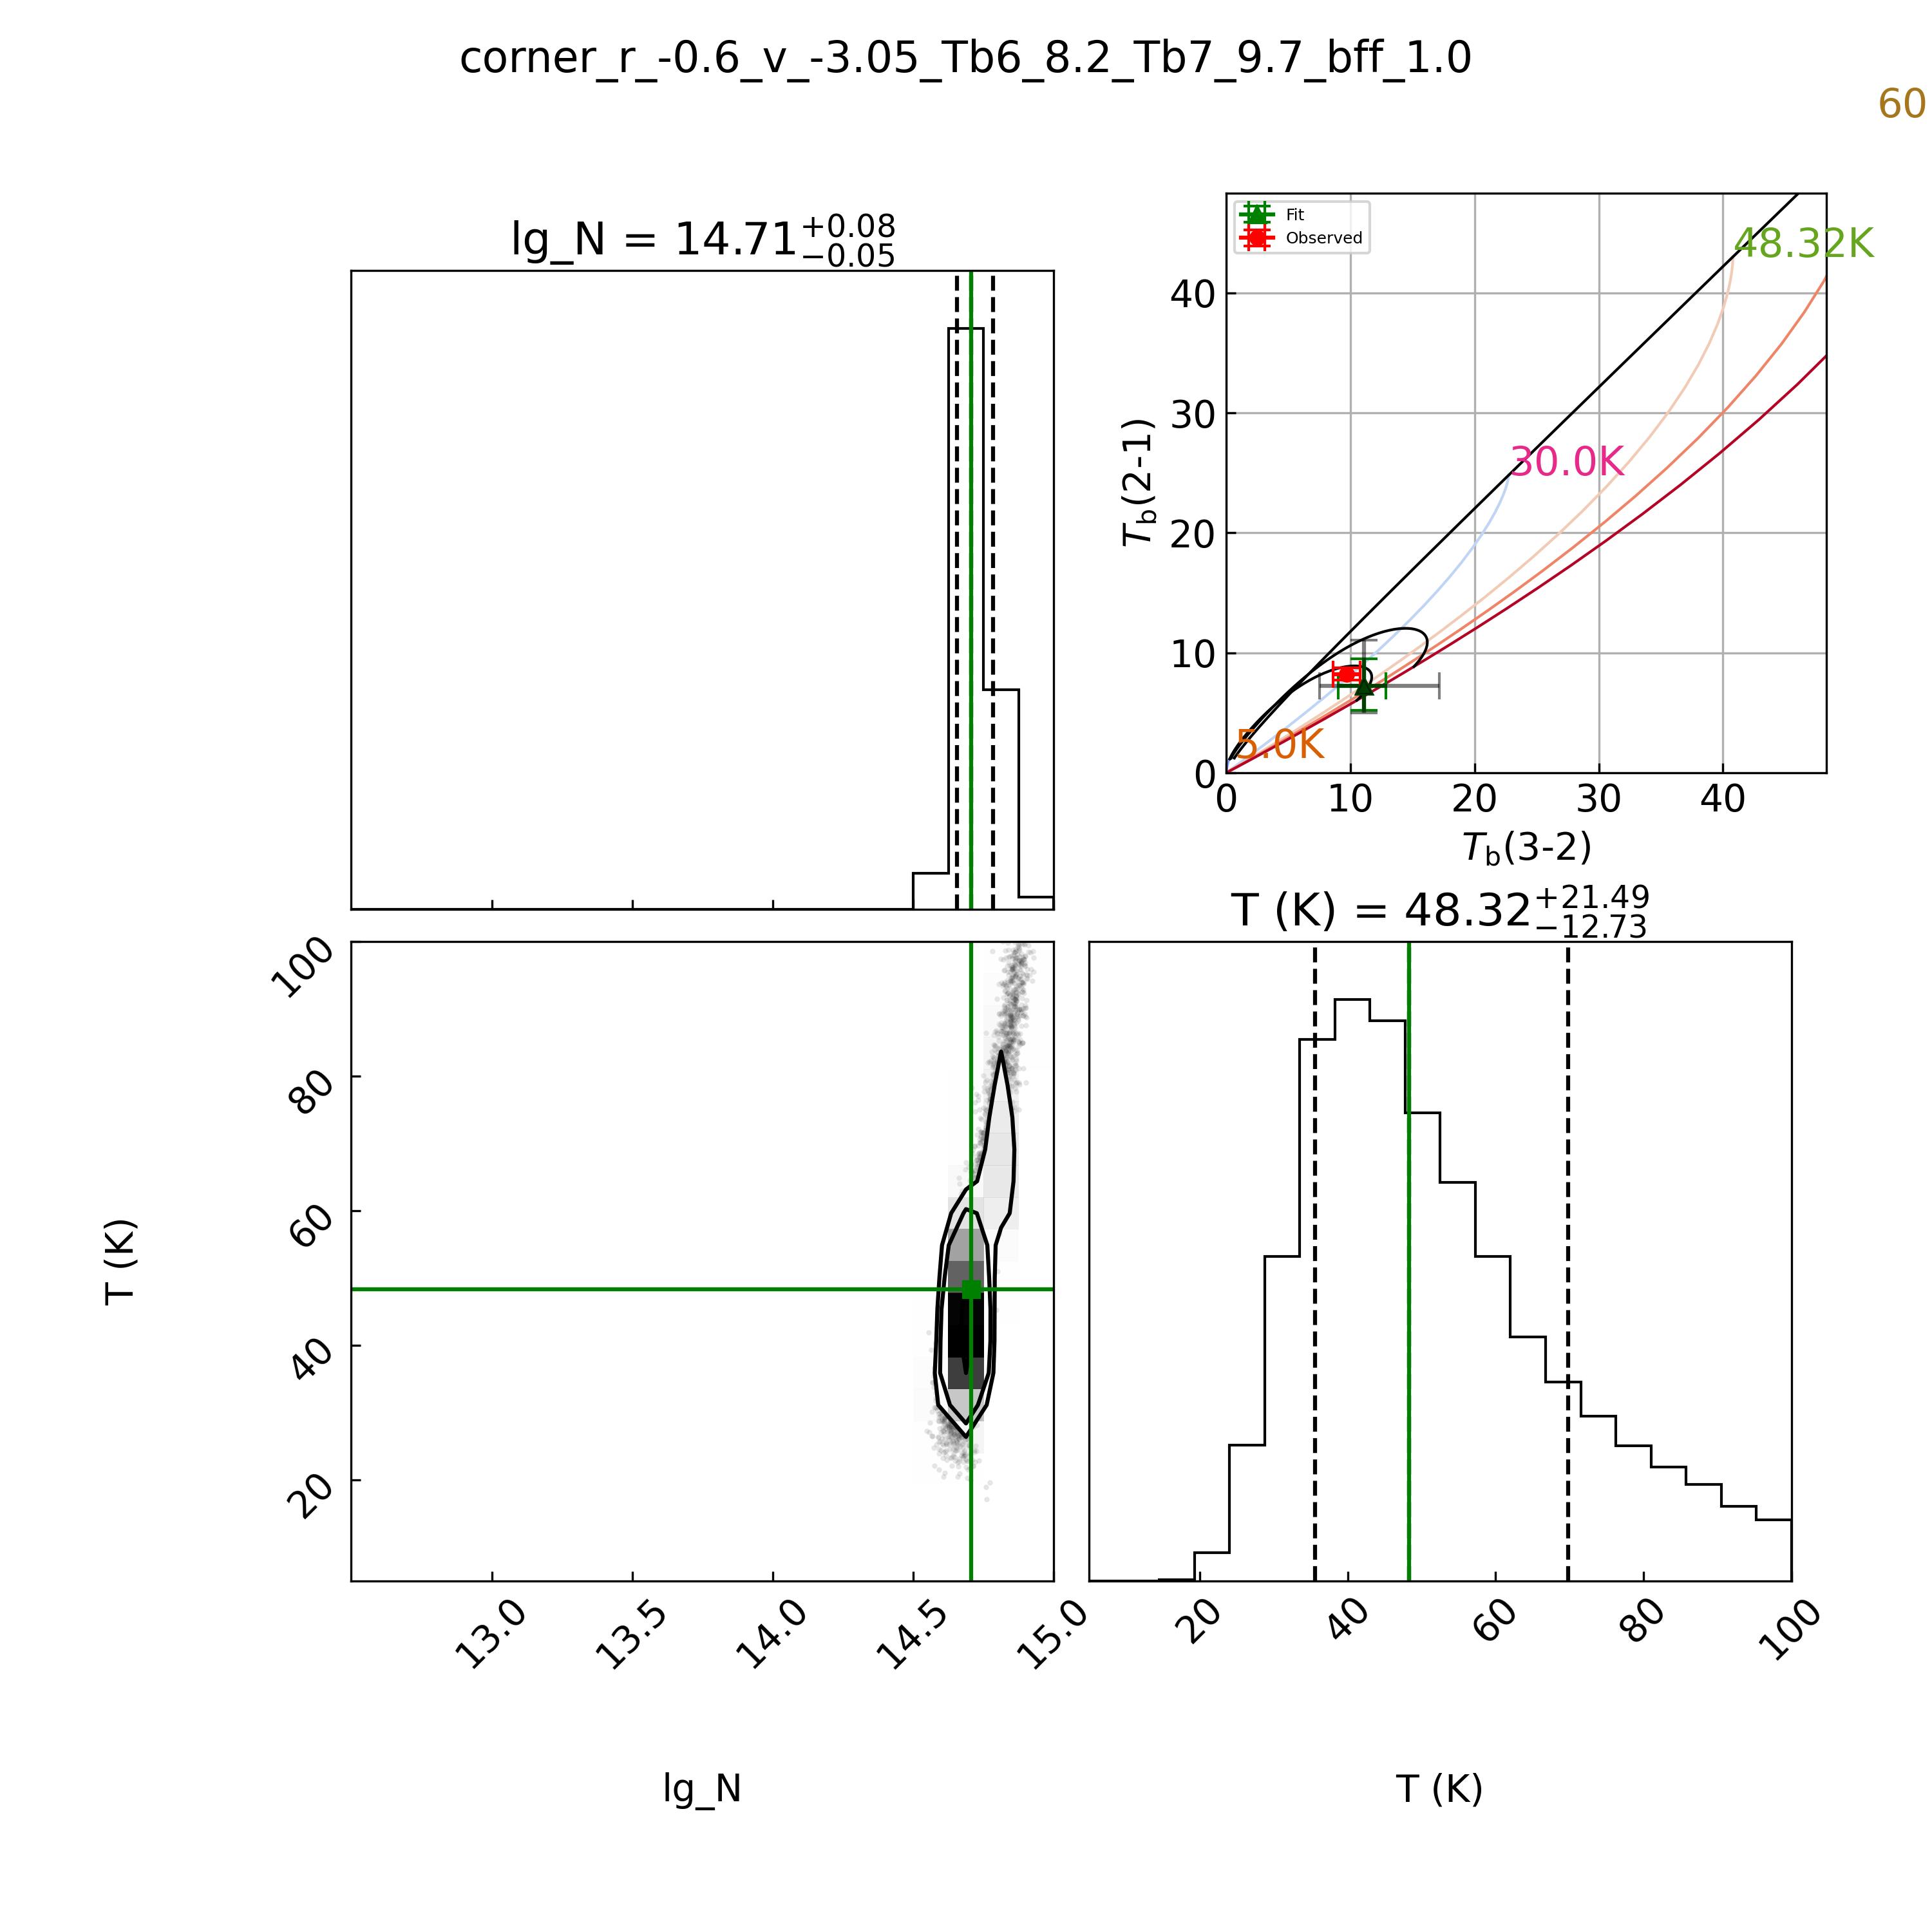 corner_r_-0.6_v_-3.05_Tb6_8.2_Tb7_9.7_bff_1.0
60
lg_N = 14.71 +0.08 −0.05
Fit
Observed
48.32K
30.0K
5.0K
40
30
20
10
0
T_b(2-1)
0 10 20 30 40
T_b(3-2)
T (K) = 48.32 +21.49 −12.73
100
80
60
40
20
T (K)
13.0 13.5 14.0 14.5 15.0
20 40 60 80 100
lg_N
T (K)